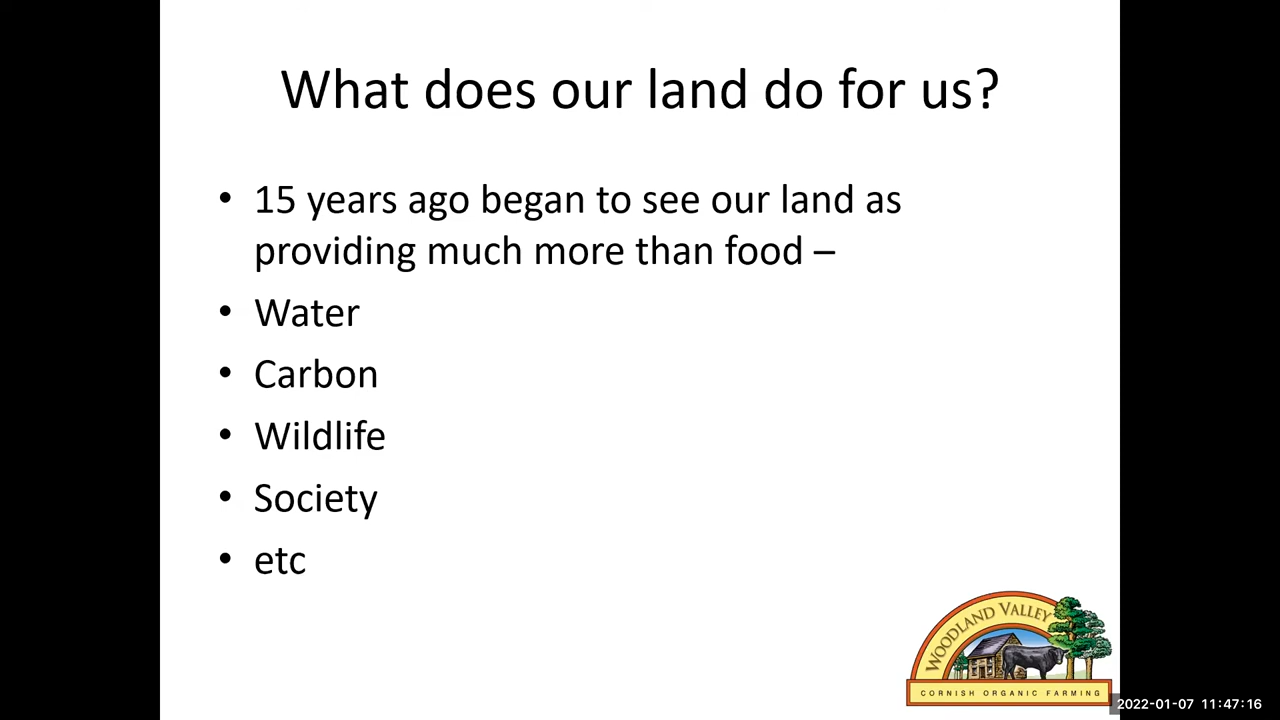 What does our land do for us?
• 15 years ago began to see our land as
providing much more than food –
• Water
• Carbon
• Wildlife
• Society
• etc
WOODLAND VALLEY
CORNISH ORGANIC FARMING
2022-01-07 11:47:16